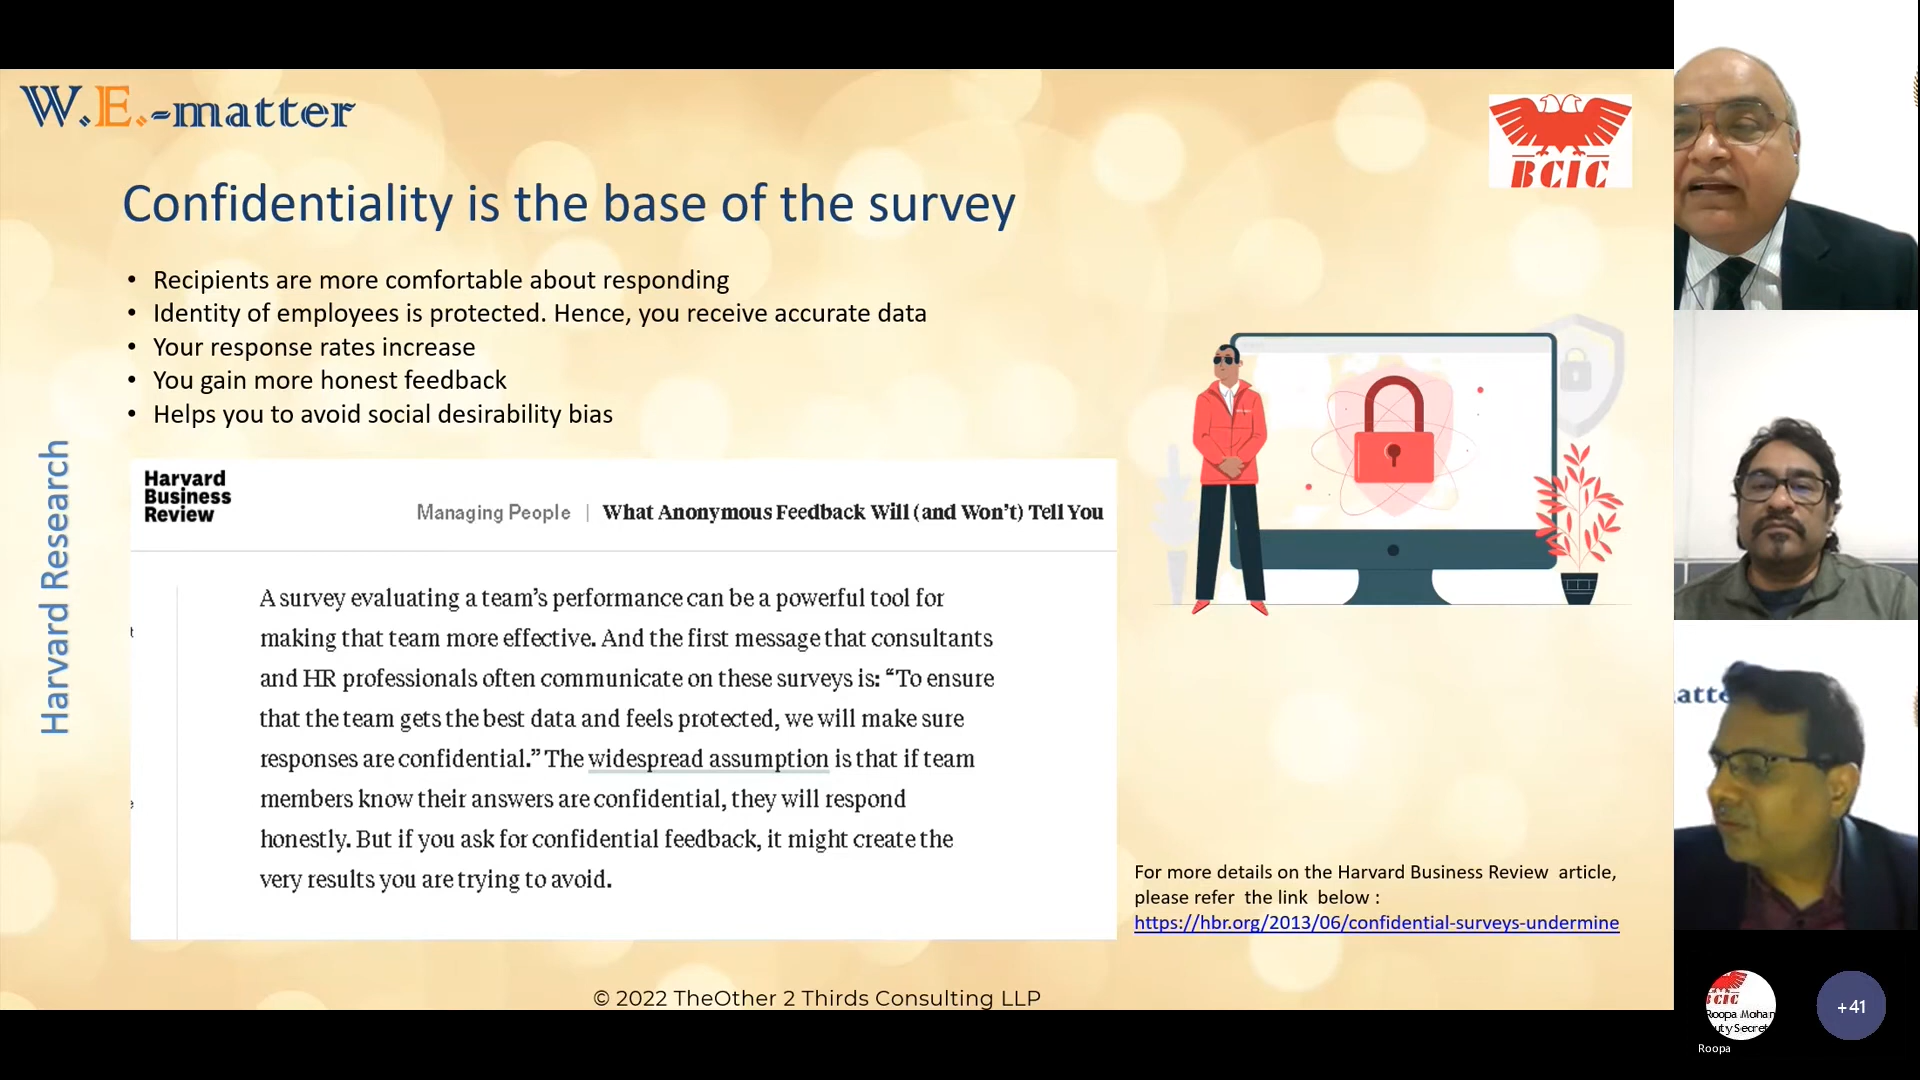 W.E.-matter
BCIC
Confidentiality is the base of the survey
• Recipients are more comfortable about responding
• Identity of employees is protected. Hence, you receive accurate data
• Your response rates increase
• You gain more honest feedback
• Helps you to avoid social desirability bias
Harvard Research
Harvard
Business
Review
Managing People | What Anonymous Feedback Will (and Won't) Tell You
t
e
A survey evaluating a team's performance can be a powerful tool for
making that team more effective. And the first message that consultants
and HR professionals often communicate on these surveys is: “To ensure
that the team gets the best data and feels protected, we will make sure
responses are confidential.” The widespread assumption is that if team
members know their answers are confidential, they will respond
honestly. But if you ask for confidential feedback, it might create the
very results you are trying to avoid.
For more details on the Harvard Business Review article,
please refer the link below :
https://hbr.org/2013/06/confidential-surveys-undermine
© 2022 TheOther 2 Thirds Consulting LLP
atte
BCIC
Roopa Mohan
uty Secret
Roopa
+41